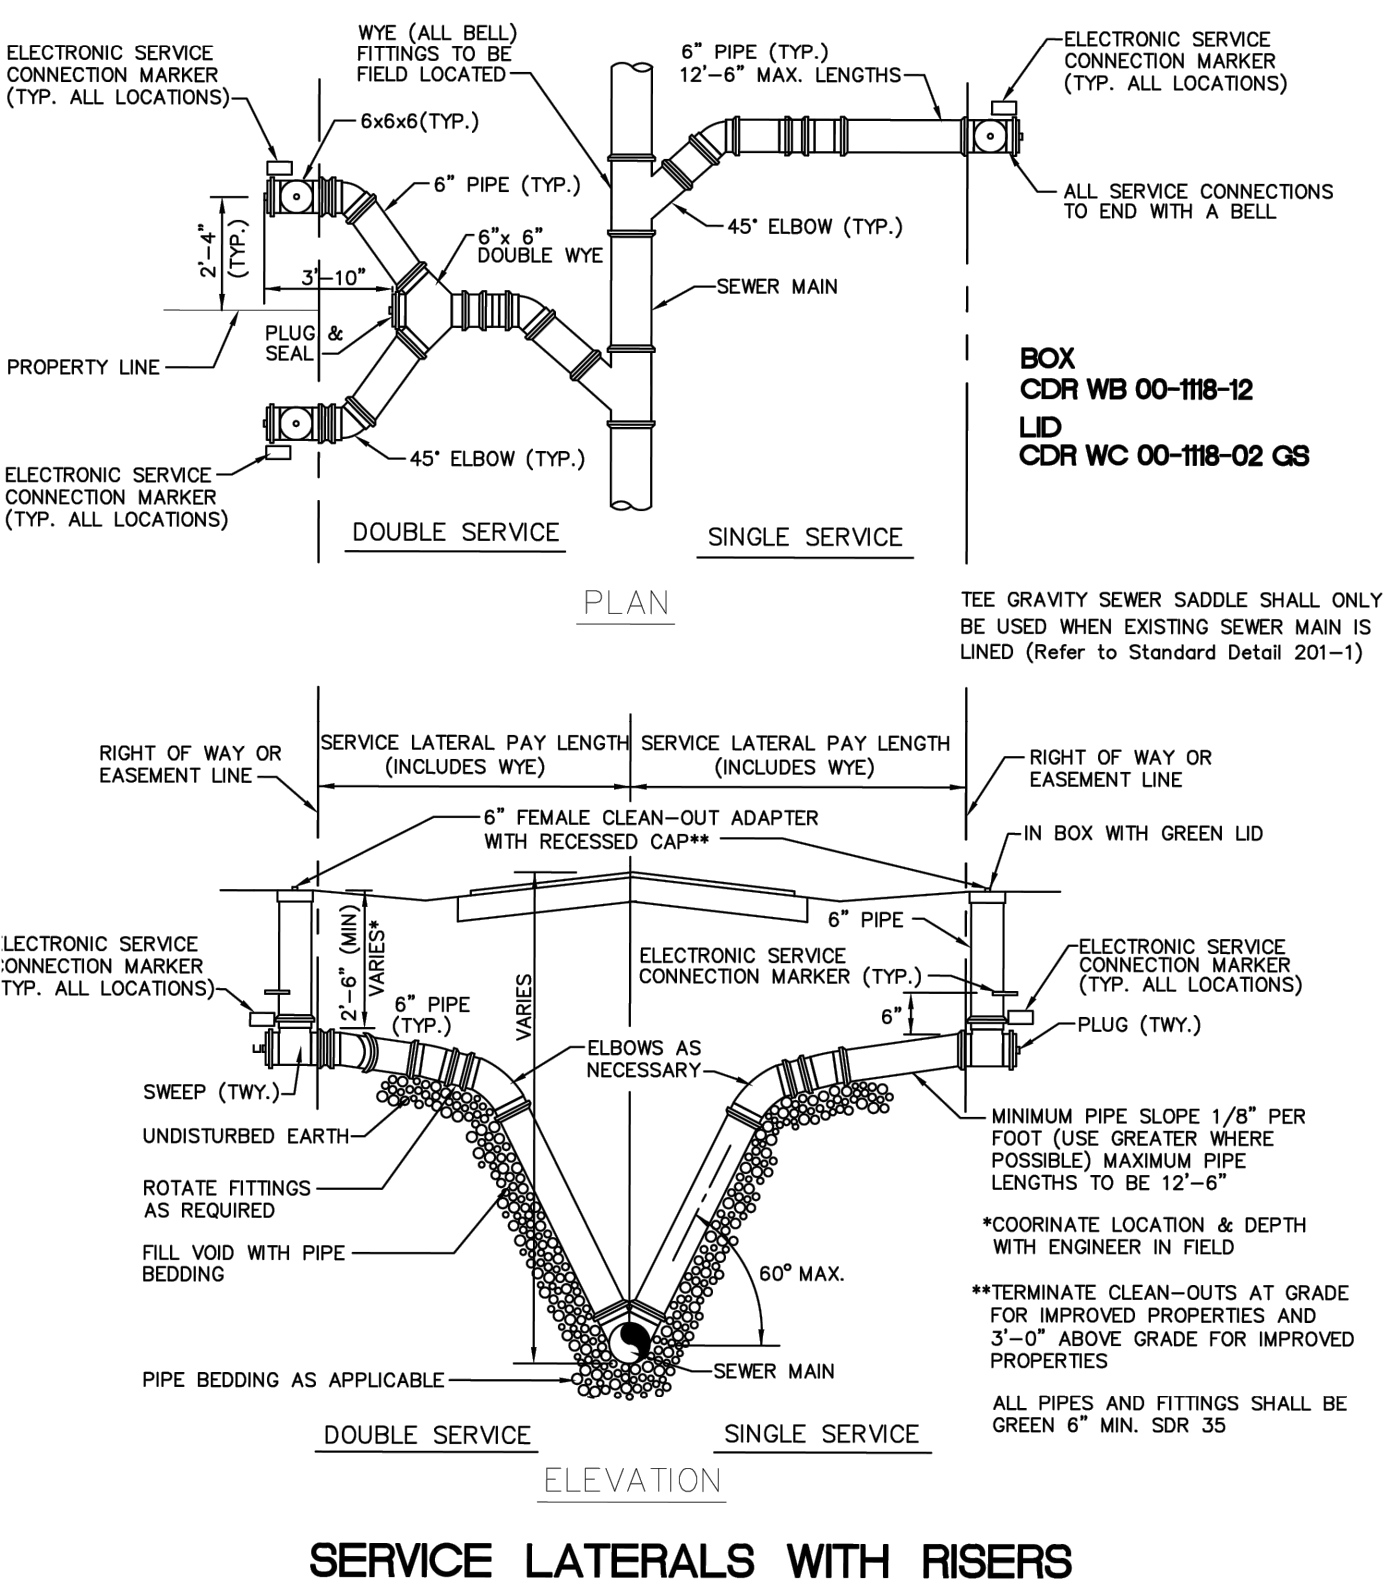 ELECTRONIC SERVICE
CONNECTION MARKER
(TYP. ALL LOCATIONS)
WYE (ALL BELL)
FITTINGS TO BE
FIELD LOCATED
6" PIPE (TYP.)
12'-6" MAX. LENGTHS
ELECTRONIC SERVICE
CONNECTION MARKER
(TYP. ALL LOCATIONS)
6x6x6(TYP.)
6" PIPE (TYP.)
ALL SERVICE CONNECTIONS
TO END WITH A BELL
45° ELBOW (TYP.)
6"x 6"
DOUBLE WYE
2'-4"
(TYP.)
3'-10"
SEWER MAIN
PLUG &
SEAL
PROPERTY LINE
BOX
CDR WB 00-1118-12
LID
CDR WC 00-1118-02 GS
45° ELBOW (TYP.)
ELECTRONIC SERVICE
CONNECTION MARKER
(TYP. ALL LOCATIONS)
DOUBLE SERVICE
SINGLE SERVICE
PLAN
TEE GRAVITY SEWER SADDLE SHALL ONLY
BE USED WHEN EXISTING SEWER MAIN IS
LINED (Refer to Standard Detail 201-1)
RIGHT OF WAY OR
EASEMENT LINE
SERVICE LATERAL PAY LENGTH
(INCLUDES WYE)
SERVICE LATERAL PAY LENGTH
(INCLUDES WYE)
RIGHT OF WAY OR
EASEMENT LINE
6" FEMALE CLEAN-OUT ADAPTER
WITH RECESSED CAP**
IN BOX WITH GREEN LID
2'-6" (MIN)
VARIES*
VARIES
6" PIPE
LECTRONIC SERVICE
CONNECTION MARKER
TYP. ALL LOCATIONS)
ELECTRONIC SERVICE
CONNECTION MARKER (TYP.)
ELECTRONIC SERVICE
CONNECTION MARKER
(TYP. ALL LOCATIONS)
6" PIPE
(TYP.)
6"
PLUG (TWY.)
ELBOWS AS
NECESSARY
SWEEP (TWY.)
UNDISTURBED EARTH
MINIMUM PIPE SLOPE 1/8" PER
FOOT (USE GREATER WHERE
POSSIBLE) MAXIMUM PIPE
LENGTHS TO BE 12'-6"
ROTATE FITTINGS
AS REQUIRED
*COORINATE LOCATION & DEPTH
WITH ENGINEER IN FIELD
FILL VOID WITH PIPE
BEDDING
60° MAX.
**TERMINATE CLEAN-OUTS AT GRADE
FOR IMPROVED PROPERTIES AND
3'-0" ABOVE GRADE FOR IMPROVED
PROPERTIES
PIPE BEDDING AS APPLICABLE
SEWER MAIN
ALL PIPES AND FITTINGS SHALL BE
GREEN 6" MIN. SDR 35
DOUBLE SERVICE
SINGLE SERVICE
ELEVATION
SERVICE LATERALS WITH RISERS